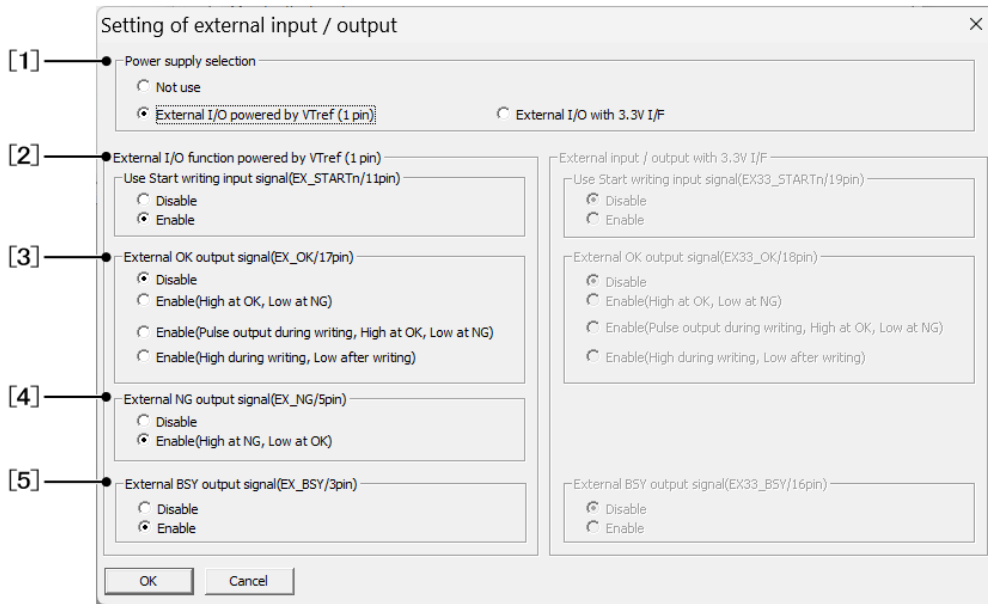 Setting of external input / output
[1]
Power supply selection
Not use
External I/O powered by VTref (1 pin)
External I/O with 3.3V I/F
[2]
External I/O function powered by VTref (1 pin)
Use Start writing input signal(EX_STARTn/11pin)
Disable
Enable
[3]
External OK output signal(EX_OK/17pin)
Disable
Enable(High at OK, Low at NG)
Enable(Pulse output during writing, High at OK, Low at NG)
Enable(High during writing, Low after writing)
[4]
External NG output signal(EX_NG/5pin)
Disable
Enable(High at NG, Low at OK)
[5]
External BSY output signal(EX_BSY/3pin)
Disable
Enable
External input / output with 3.3V I/F
Use Start writing input signal(EX33_STARTn/19pin)
Disable
Enable
External OK output signal(EX33_OK/18pin)
Disable
Enable(High at OK, Low at NG)
Enable(Pulse output during writing, High at OK, Low at NG)
Enable(High during writing, Low after writing)
External BSY output signal(EX33_BSY/16pin)
Disable
Enable
OK
Cancel